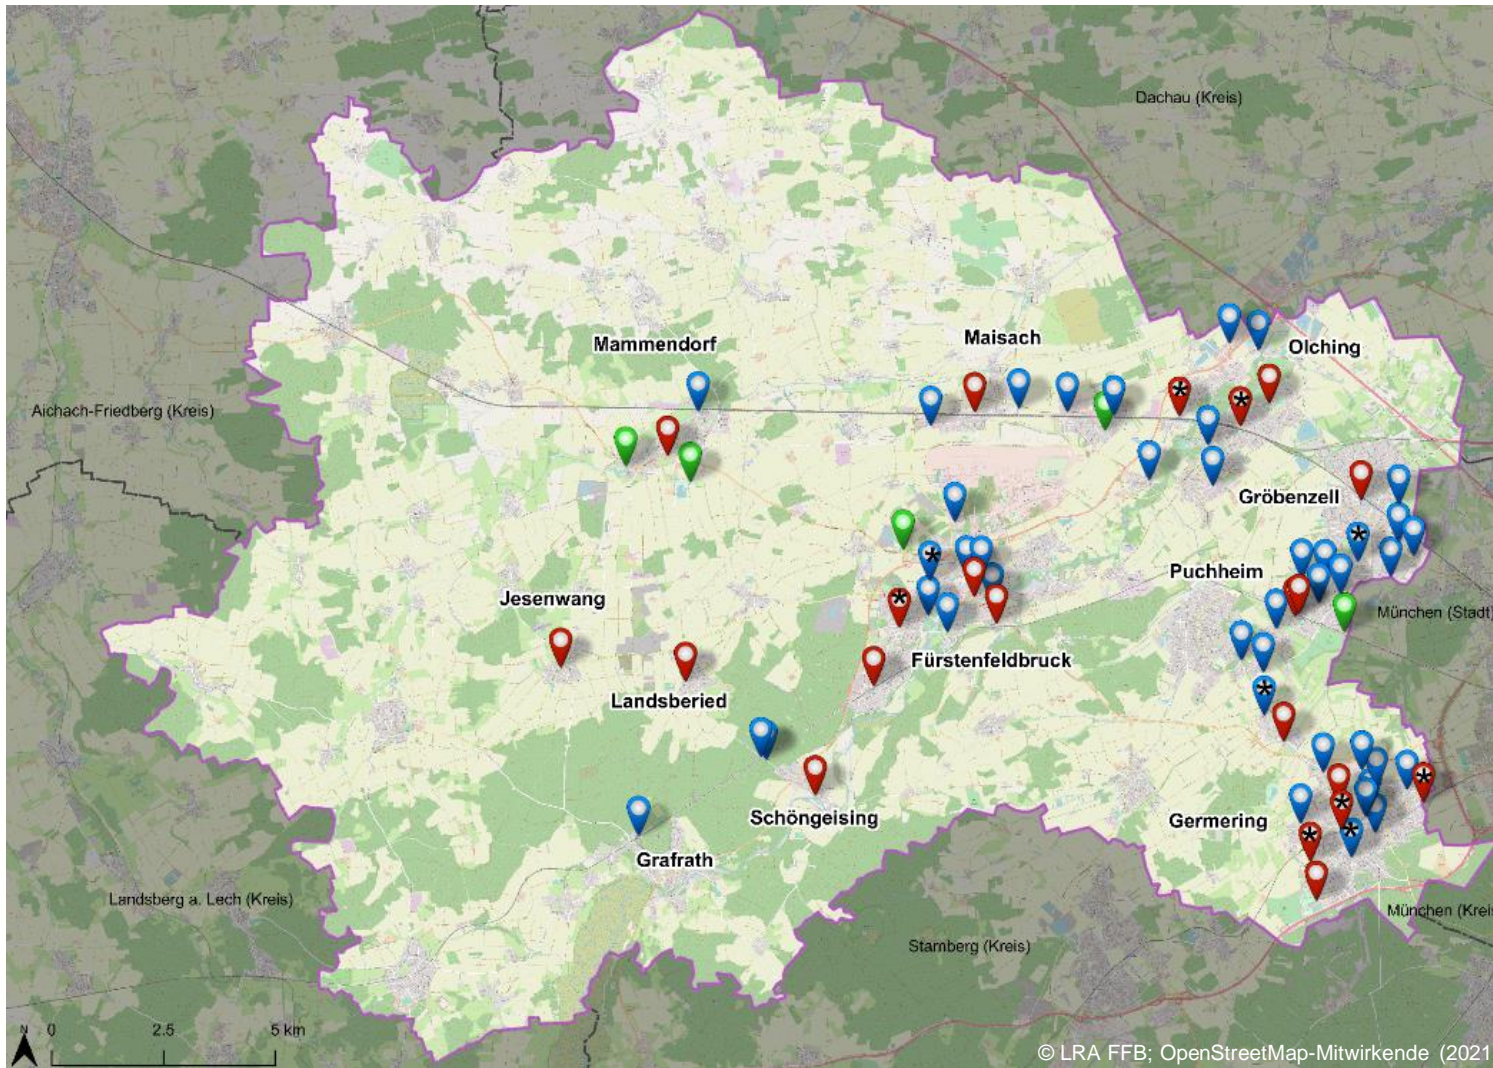 Dachau (Kreis)
Maisach
Mammendorf
Olching
Aichach-Friedberg (Kreis)
Gröbenzell
Puchheim
Jesenwang
München (Stadt)
Fürstenfeldbruck
Landsberied
Schöngeising
Germering
Grafrath
Landsberg a. Lech (Kreis)
München (Kreis
Starnberg (Kreis)
N 0 2.5 5 km
© LRA FFB; OpenStreetMap-Mitwirkende (2021